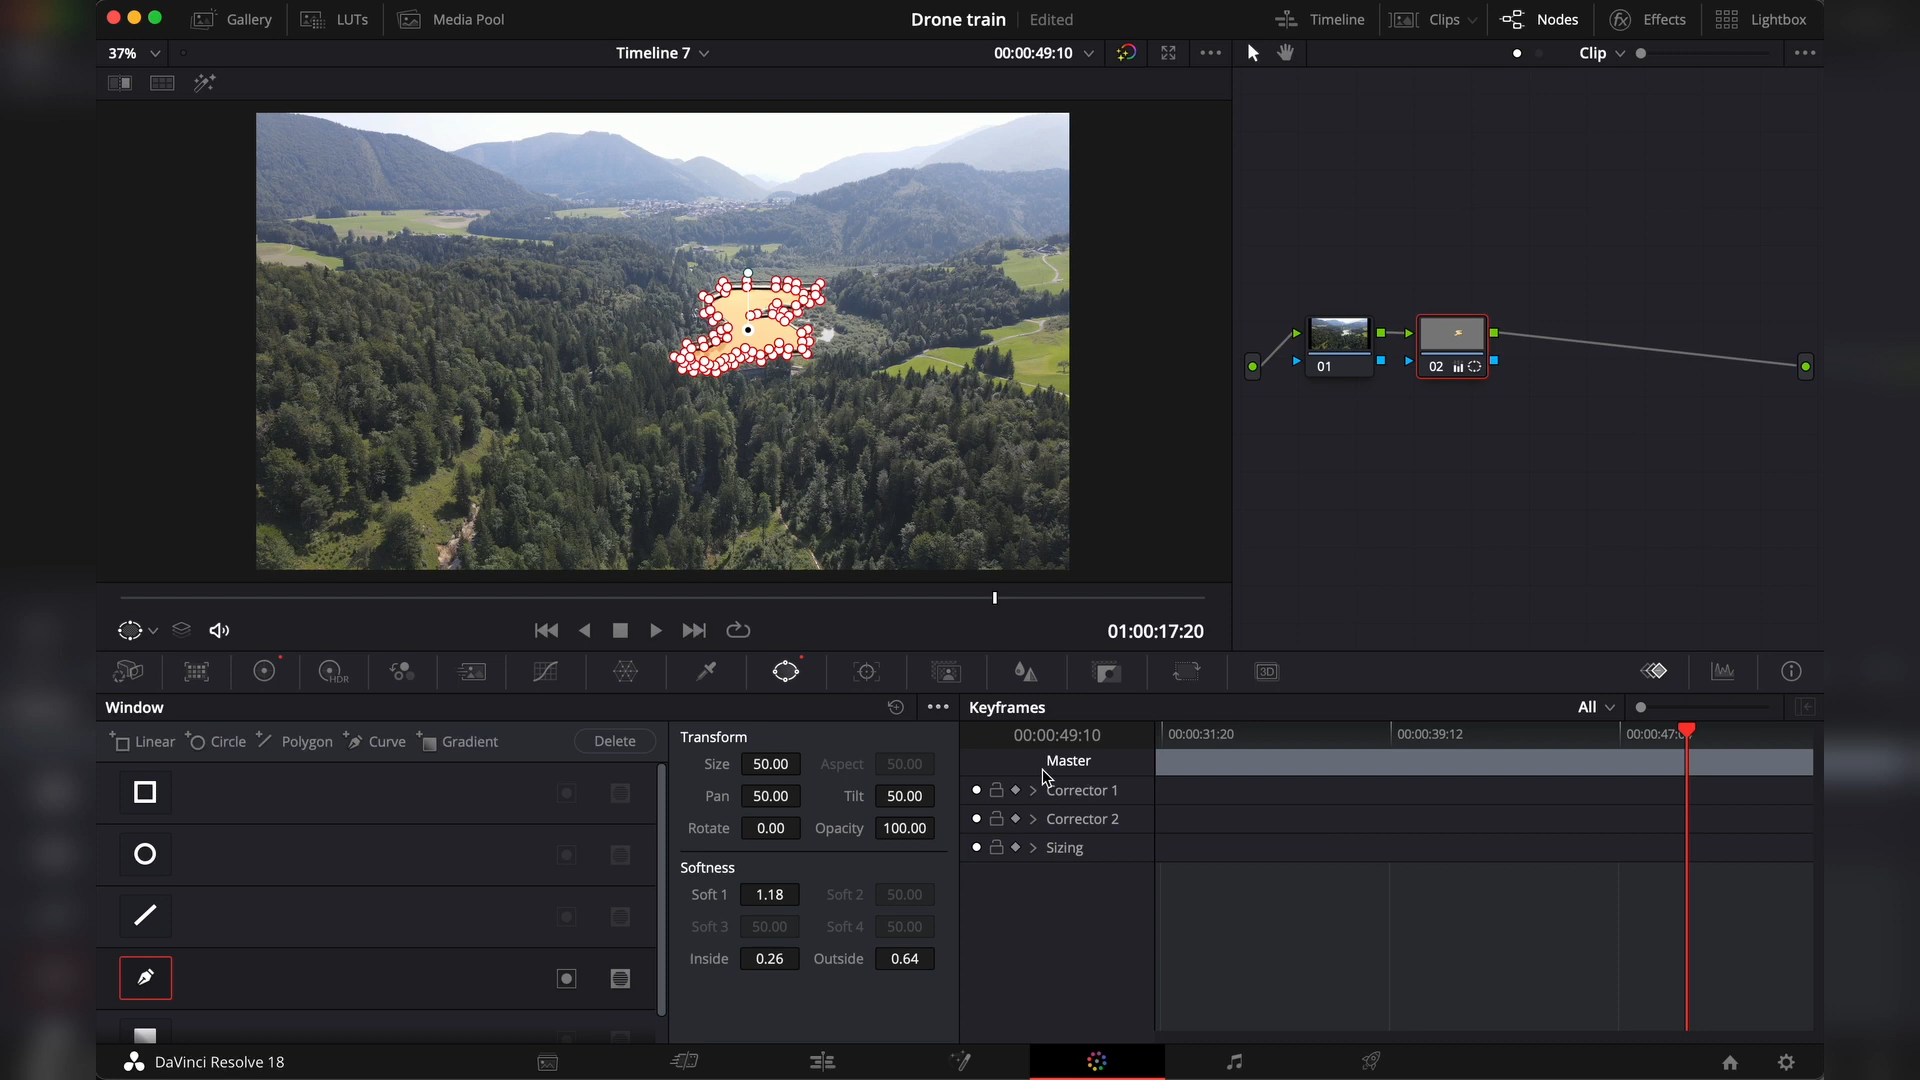 Gallery LUTs Media Pool Drone train Edited Timeline Clips Nodes Effects Lightbox
37% Timeline 7 00:00:49:10 Clip
01 02
01:00:17:20
HDR 3D
Window Keyframes All
Linear Circle Polygon Curve Gradient Delete
Transform
Size 50.00 Aspect 50.00
Pan 50.00 Tilt 50.00
Rotate 0.00 Opacity 100.00
Softness
Soft 1 1.18 Soft 2 50.00
Soft 3 50.00 Soft 4 50.00
Inside 0.26 Outside 0.64
00:00:49:10 00:00:31:20 00:00:39:12 00:00:47:0
Master
Corrector 1
Corrector 2
Sizing
DaVinci Resolve 18